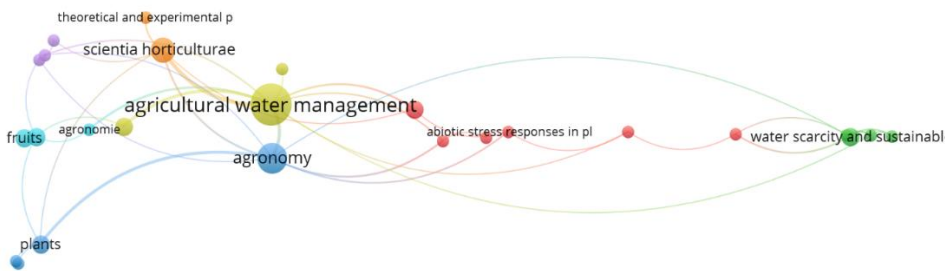 theoretical and experimental p
scientia horticulturae
agricultural water management
fruits
agronomie
abiotic stress responses in pl
water scarcity and sustainabl
agronomy
plants